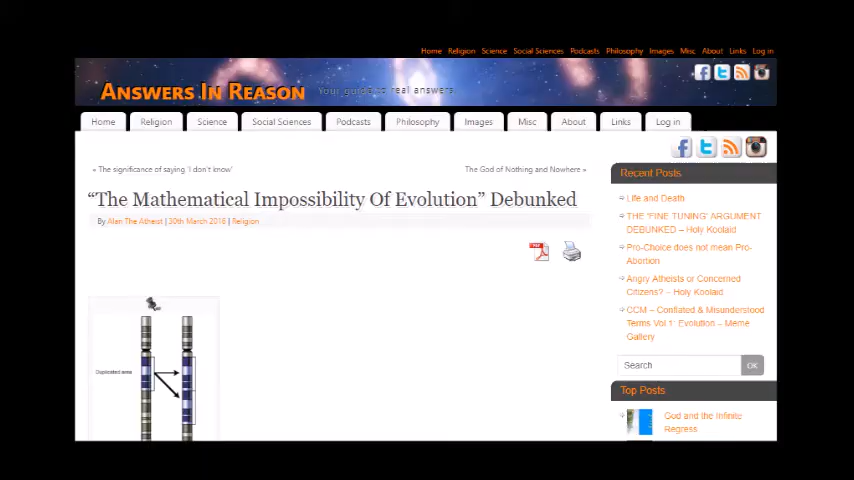 Home Religion Science Social Sciences Podcasts Philosophy Images Misc About Links Log in
ANSWERS IN REASON Your guide to real answers.
Home Religion Science Social Sciences Podcasts Philosophy Images Misc About Links Log in
« The significance of saying 'I don't know' The God of Nothing and Nowhere »
“The Mathematical Impossibility Of Evolution” Debunked
By Alan The Atheist | 30th March 2016 | Religion
PDF
Duplicated area
Recent Posts
Life and Death
THE 'FINE TUNING' ARGUMENT
DEBUNKED – Holy Koolaid
Pro-Choice does not mean Pro-
Abortion
Angry Atheists or Concerned
Citizens? – Holy Koolaid
CCM – Conflated & Misunderstood
Terms Vol 1: Evolution – Meme
Gallery
Search OK
Top Posts
God and the Infinite
Regress